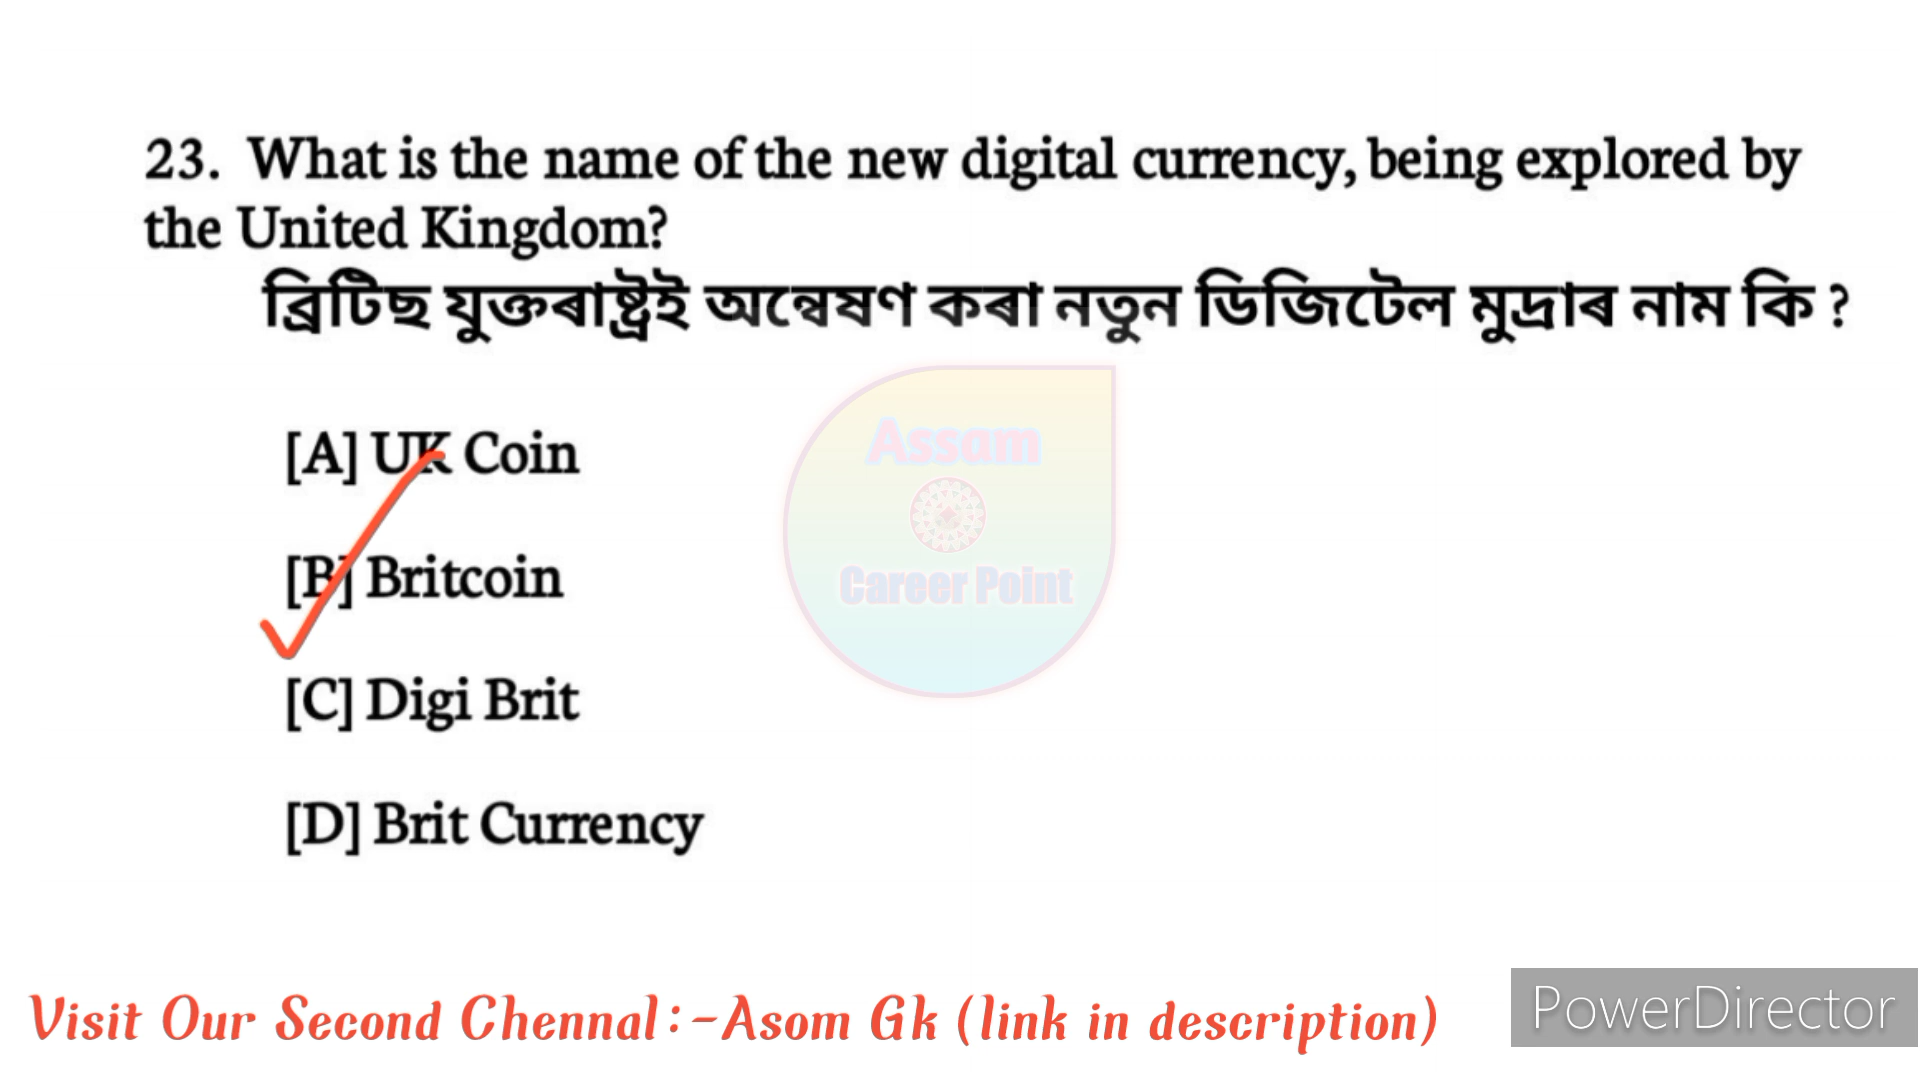 23. What is the name of the new digital currency, being explored by
the United Kingdom?
ব্ৰিটিছ যুক্তৰাষ্ট্ৰই অন্বেষণ কৰা নতুন ডিজিটেল মুদ্ৰাৰ নাম কি ?
[A] UK Coin
[B] Britcoin
[C] Digi Brit
[D] Brit Currency
Assam
Career Point
Visit Our Second Chennal:-Asom Gk (link in description)
PowerDirector